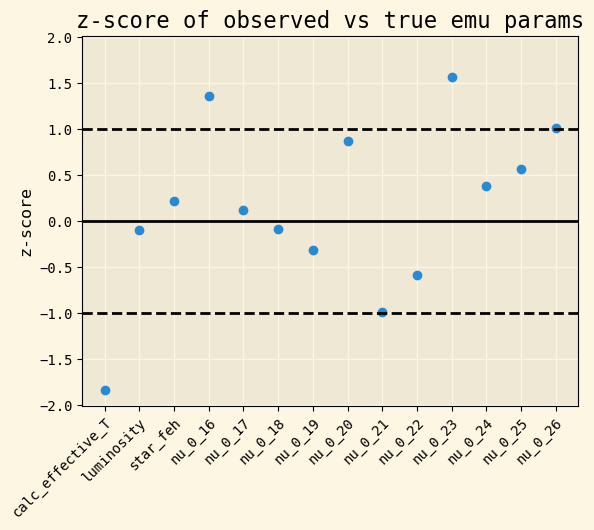 z-score of observed vs true emu params
2.0
1.5
1.0
0.5
0.0
−0.5
−1.0
−1.5
−2.0
z-score
calc_effective_T
luminosity
star_feh
nu_0_16
nu_0_17
nu_0_18
nu_0_19
nu_0_20
nu_0_21
nu_0_22
nu_0_23
nu_0_24
nu_0_25
nu_0_26